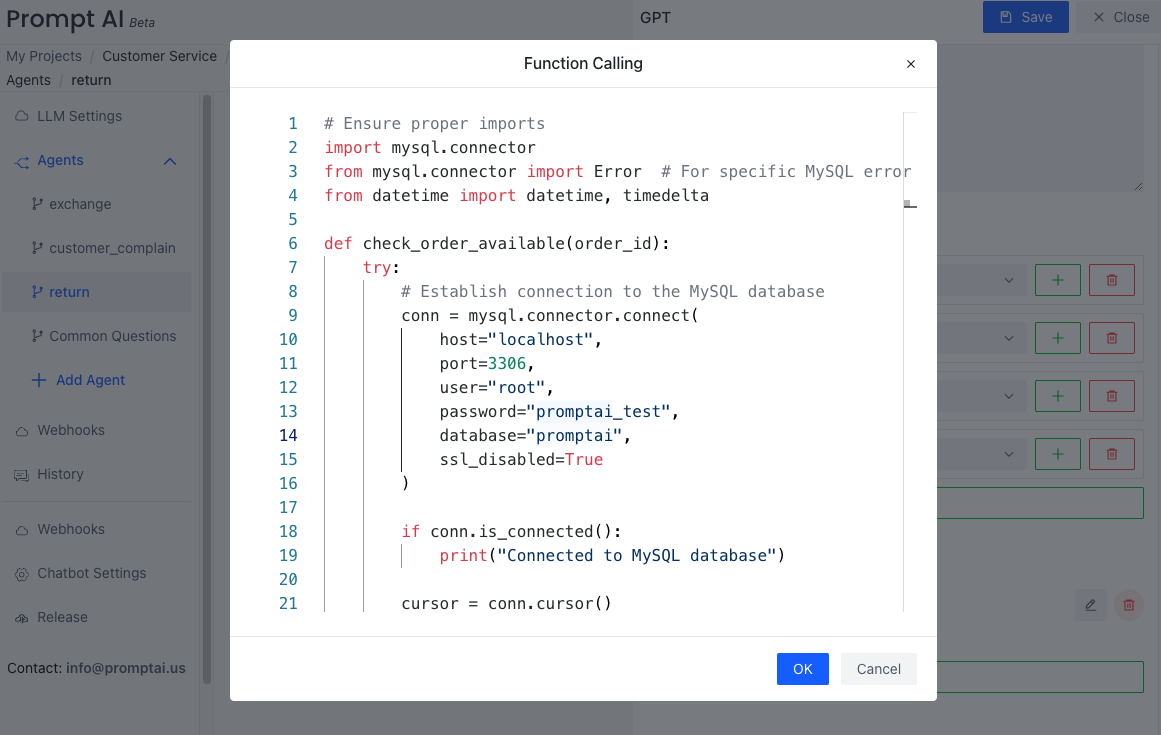 Prompt AI Beta
GPT
Save
Close
My Projects / Customer Service /
Agents / return
LLM Settings
Agents
exchange
customer_complain
return
Common Questions
Add Agent
Webhooks
History
Webhooks
Chatbot Settings
Release
Contact: info@promptai.us
Function Calling
1 # Ensure proper imports
2 import mysql.connector
3 from mysql.connector import Error  # For specific MySQL error
4 from datetime import datetime, timedelta
5
6 def check_order_available(order_id):
7     try:
8         # Establish connection to the MySQL database
9         conn = mysql.connector.connect(
10             host="localhost",
11             port=3306,
12             user="root",
13             password="promptai_test",
14             database="promptai",
15             ssl_disabled=True
16         )
17
18         if conn.is_connected():
19             print("Connected to MySQL database")
20
21         cursor = conn.cursor()
OK
Cancel